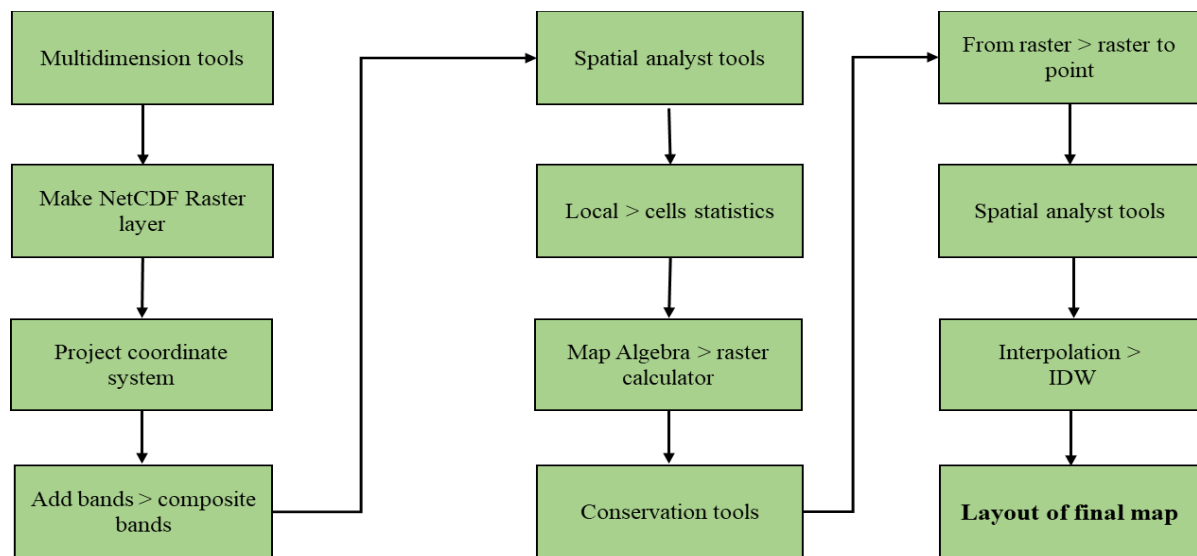 Multidimension tools
Make NetCDF Raster
layer
Project coordinate
system
Add bands > composite
bands
Spatial analyst tools
Local > cells statistics
Map Algebra > raster
calculator
Conservation tools
From raster > raster to
point
Spatial analyst tools
Interpolation >
IDW
Layout of final map